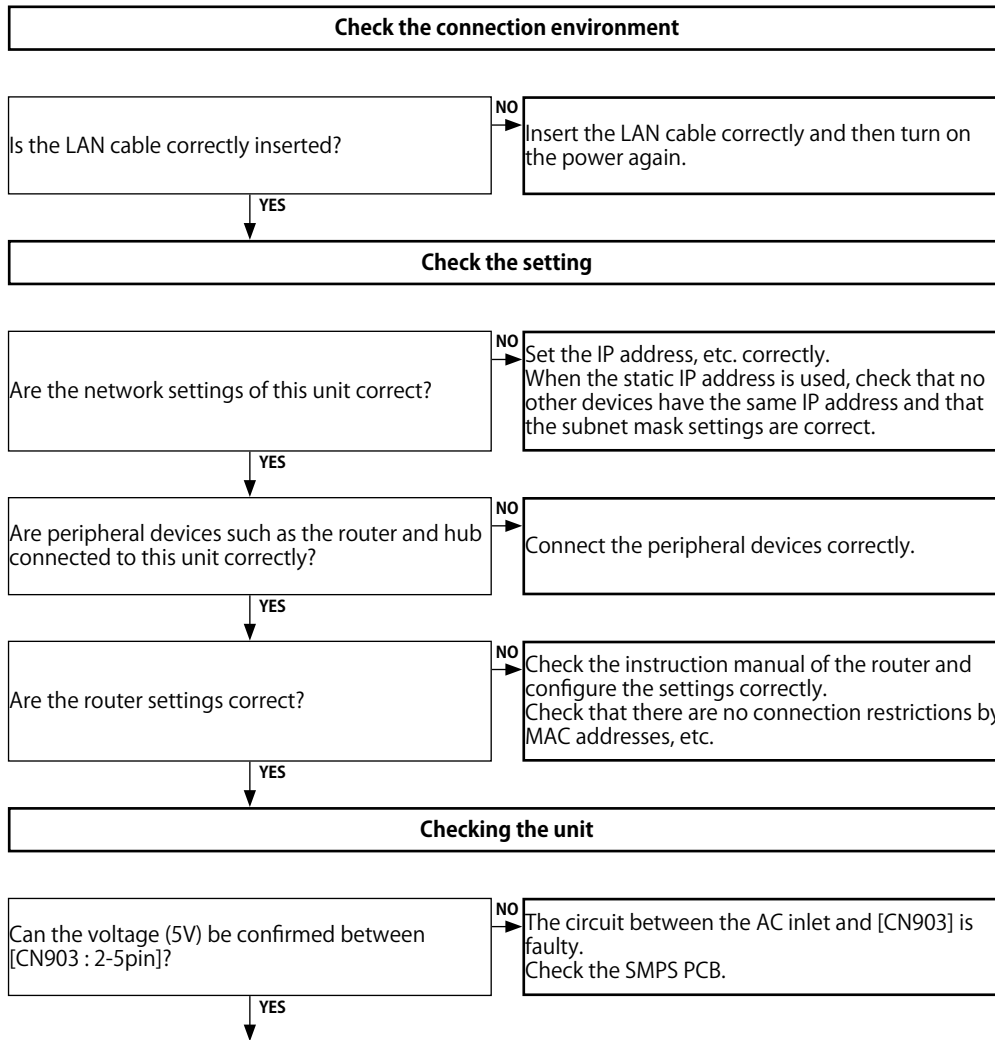 Check the connection environment
Is the LAN cable correctly inserted?
NO
Insert the LAN cable correctly and then turn on
the power again.
YES
Check the setting
Are the network settings of this unit correct?
NO
Set the IP address, etc. correctly.
When the static IP address is used, check that no
other devices have the same IP address and that
the subnet mask settings are correct.
YES
Are peripheral devices such as the router and hub
connected to this unit correctly?
NO
Connect the peripheral devices correctly.
YES
Are the router settings correct?
NO
Check the instruction manual of the router and
configure the settings correctly.
Check that there are no connection restrictions by
MAC addresses, etc.
YES
Checking the unit
Can the voltage (5V) be confirmed between
[CN903 : 2-5pin]?
NO
The circuit between the AC inlet and [CN903] is
faulty.
Check the SMPS PCB.
YES